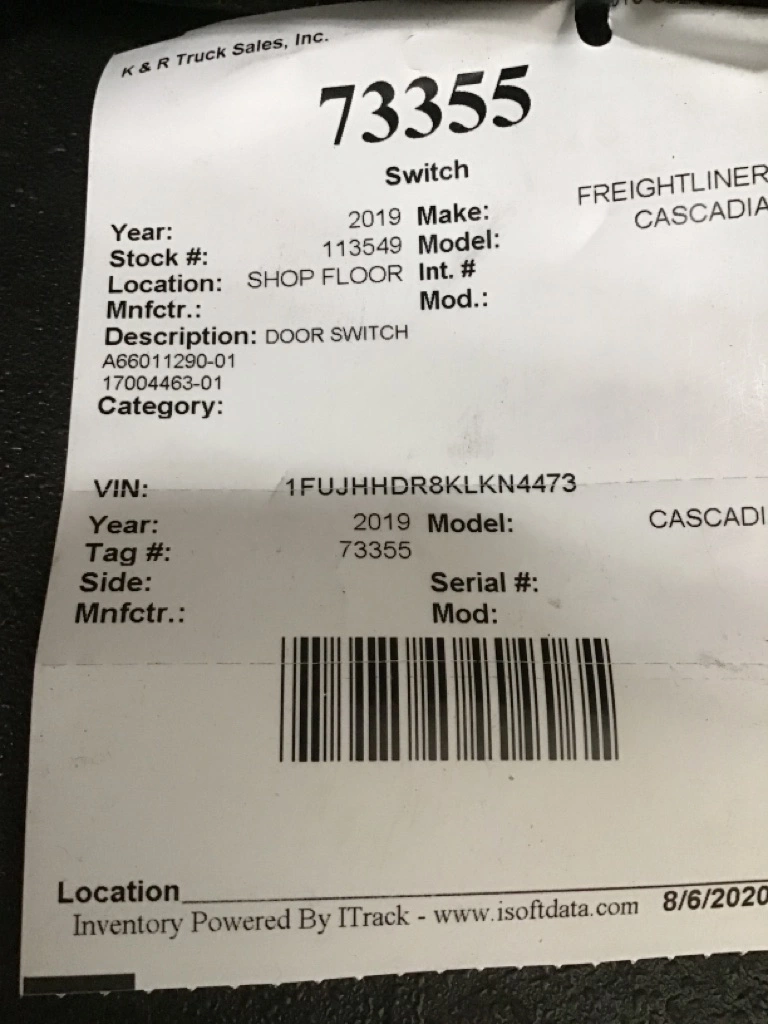 K & R Truck Sales, Inc.
73355
Switch
Year: 2019 Make: FREIGHTLINER
Stock #: 113549 Model: CASCADIA
Location: SHOP FLOOR Int. #
Mnfctr.: Mod.:
Description: DOOR SWITCH
A66011290-01
17004463-01
Category:
VIN: 1FUJHHDR8KLKN4473
Year: 2019 Model: CASCADI
Tag #: 73355
Side: Serial #:
Mnfctr.: Mod:
Location
Inventory Powered By ITrack - www.isoftdata.com 8/6/2020